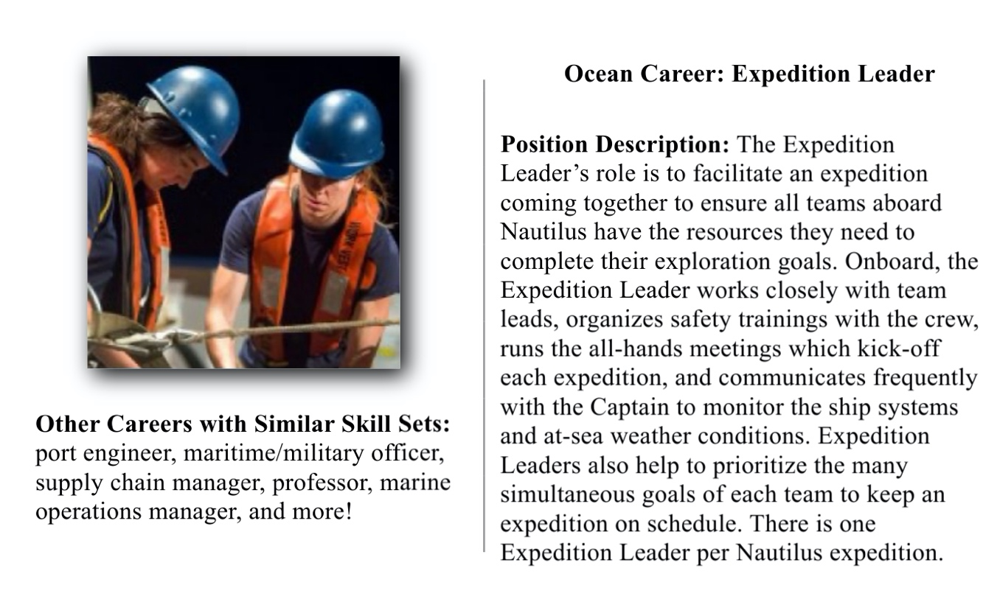 Ocean Career: Expedition Leader
Position Description: The Expedition
Leader’s role is to facilitate an expedition
coming together to ensure all teams aboard
Nautilus have the resources they need to
complete their exploration goals. Onboard, the
Expedition Leader works closely with team
leads, organizes safety trainings with the crew,
runs the all-hands meetings which kick-off
each expedition, and communicates frequently
with the Captain to monitor the ship systems
and at-sea weather conditions. Expedition
Leaders also help to prioritize the many
simultaneous goals of each team to keep an
expedition on schedule. There is one
Expedition Leader per Nautilus expedition.
Other Careers with Similar Skill Sets:
port engineer, maritime/military officer,
supply chain manager, professor, marine
operations manager, and more!
WORK VEST